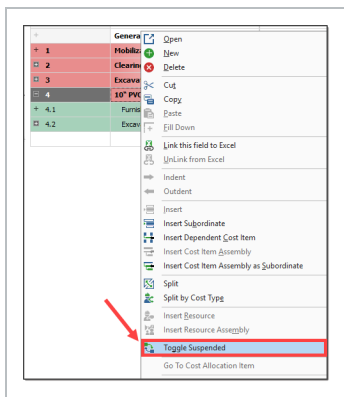 Genera
1 Mobiliz
2 Clearin
3 Excava
4 10" PVC
4.1 Furnis
4.2 Excav
Open
New
Delete
Cut
Copy
Paste
Fill Down
Link this field to Excel
UnLink from Excel
Indent
Outdent
Insert
Insert Subordinate
Insert Dependent Cost Item
Insert Cost Item Assembly
Insert Cost Item Assembly as Subordinate
Split
Split by Cost Type
Insert Resource
Insert Resource Assembly
Toggle Suspended
Go To Cost Allocation Item